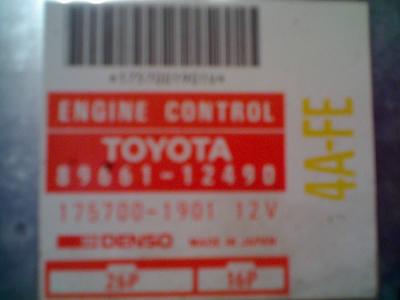 ENGINE CONTROL
TOYOTA
89661-12490
175700-1901 12V
DENSO MADE IN JAPAN
26P 16P
4A-FE